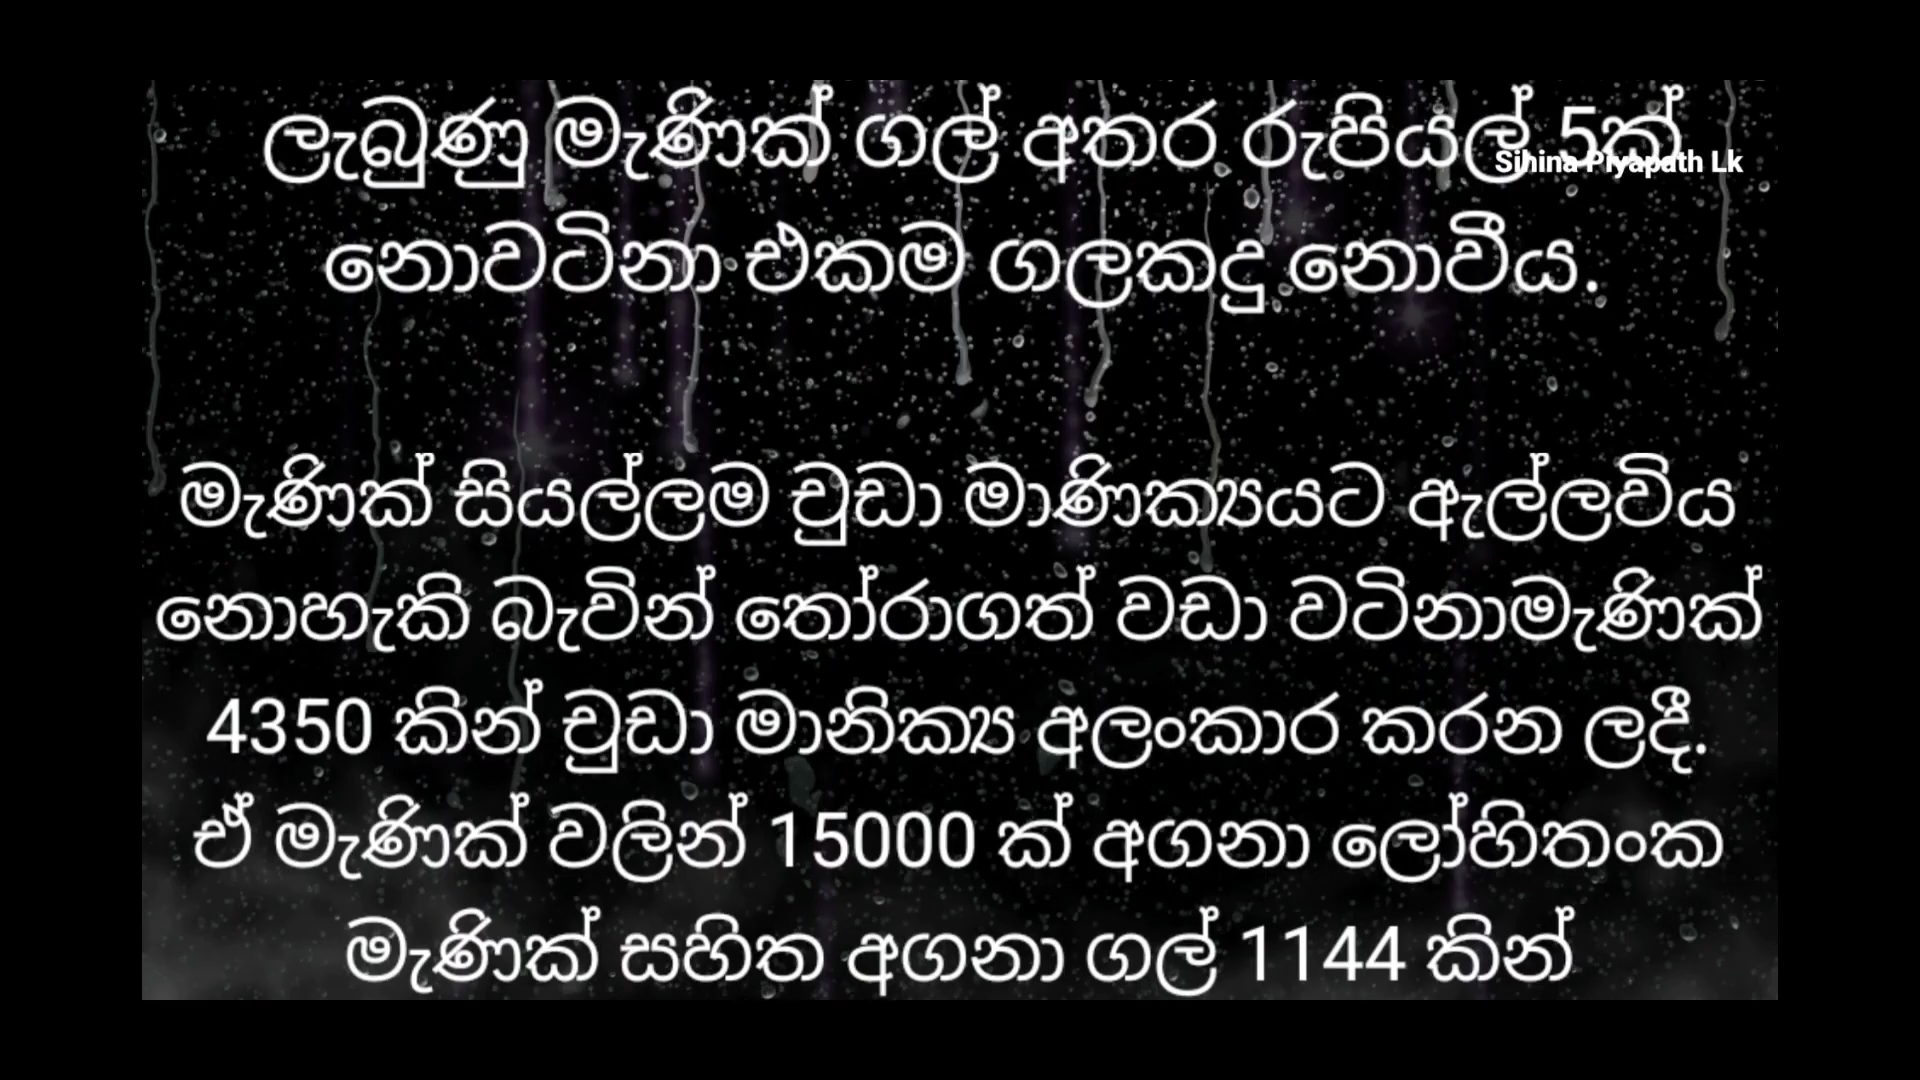 ලැබුණු මැණික් ගල් අතර රුපියල් 5ක්
Sihina Piyapath Lk
නොවටිනා එකම ගලකදු නොවීය.
මැණික් සියල්ලම චුඩා මාණික්‍යයට ඇල්ලවිය
නොහැකි බැවින් තෝරාගත් වඩා වටිනාමැණික්
4350 කින් චුඩා මානික්‍ය අලංකාර කරන ලදී.
ඒ මැණික් වලින් 15000 ක් අගනා ලෝහිතංක
මැණික් සහිත අගනා ගල් 1144 කින්